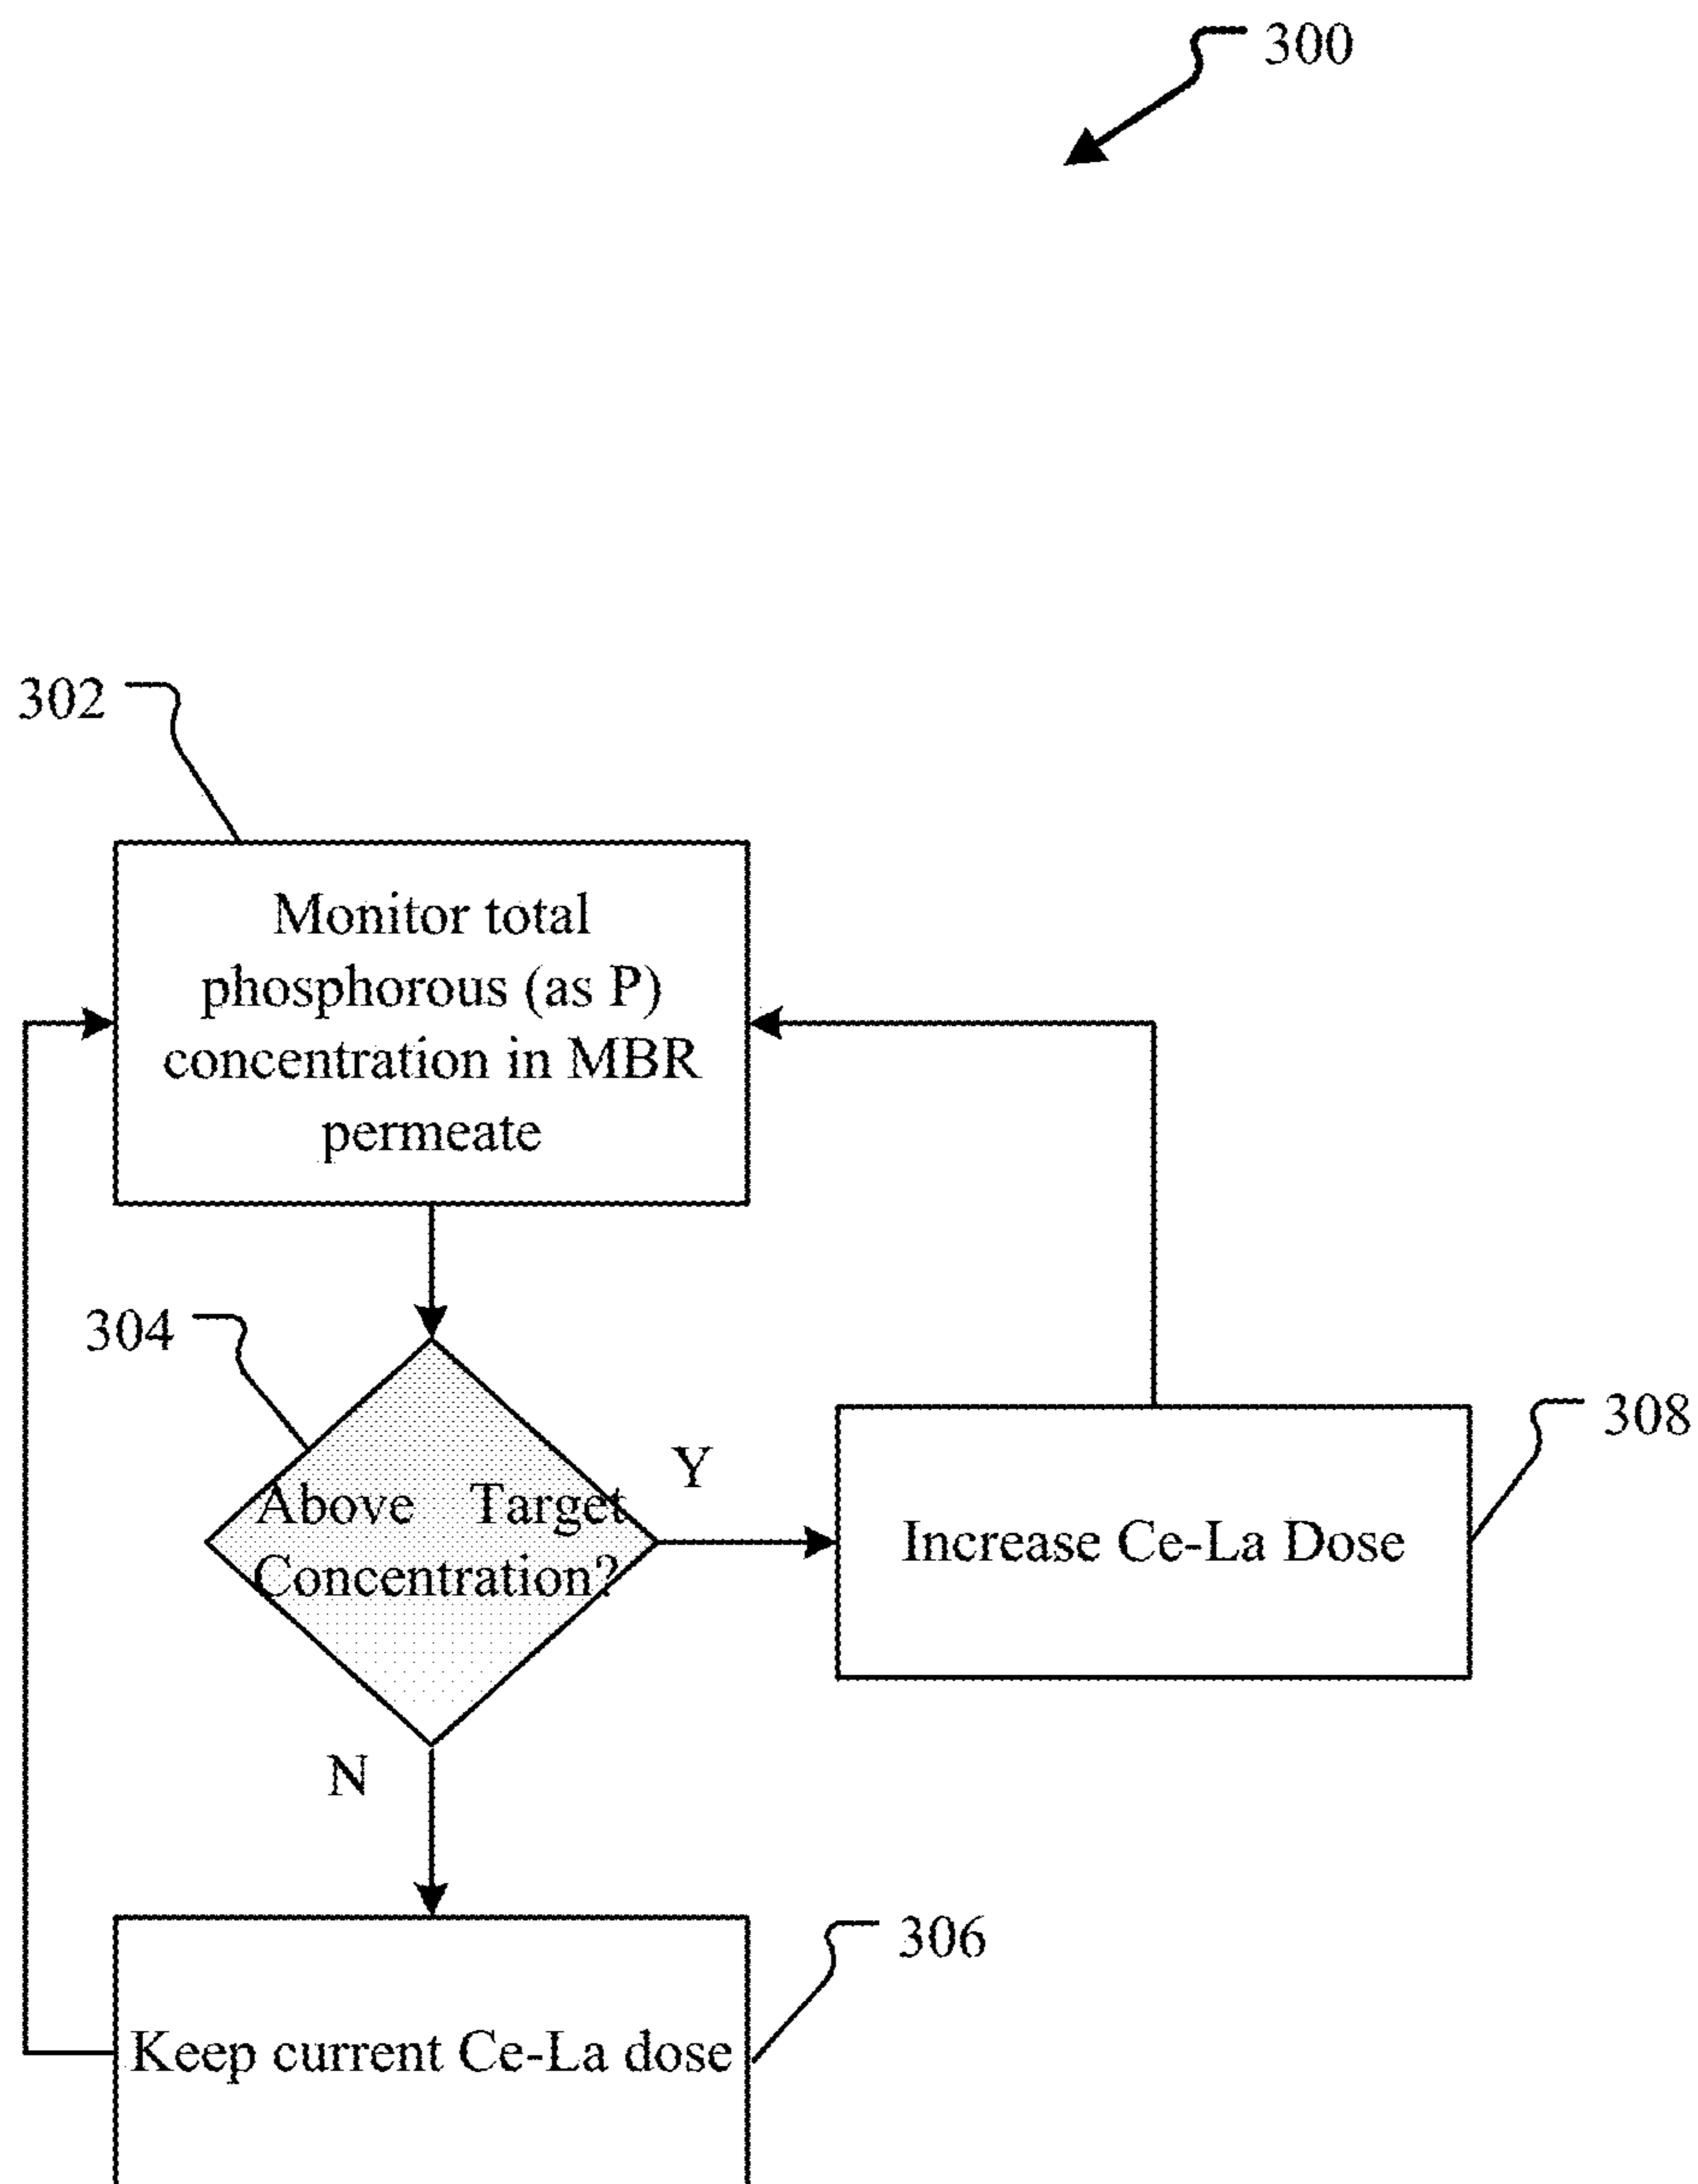 300
302
Monitor total
phosphorous (as P)
concentration in MBR
permeate
304
Above Target
Concentration?
Y
308
Increase Ce-La Dose
N
306
Keep current Ce-La dose